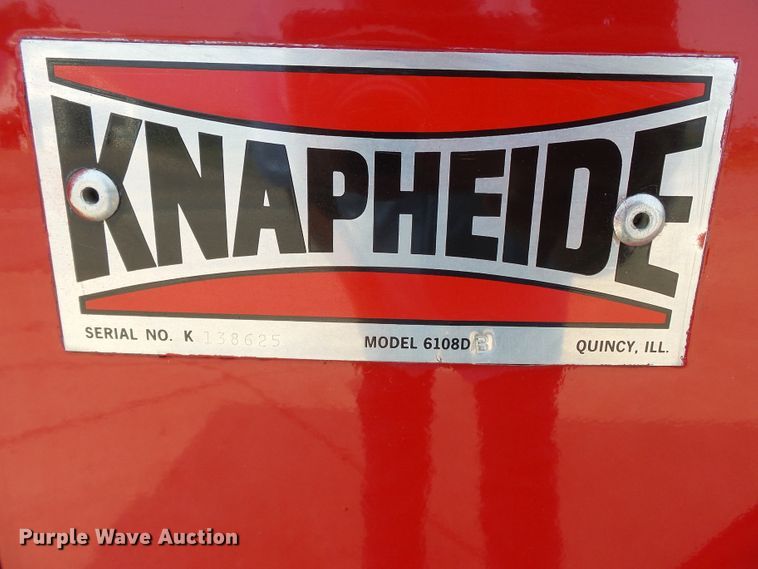 KNAPHEIDE
SERIAL NO. K 138625 MODEL 6108D B QUINCY, ILL.
Purple Wave Auction